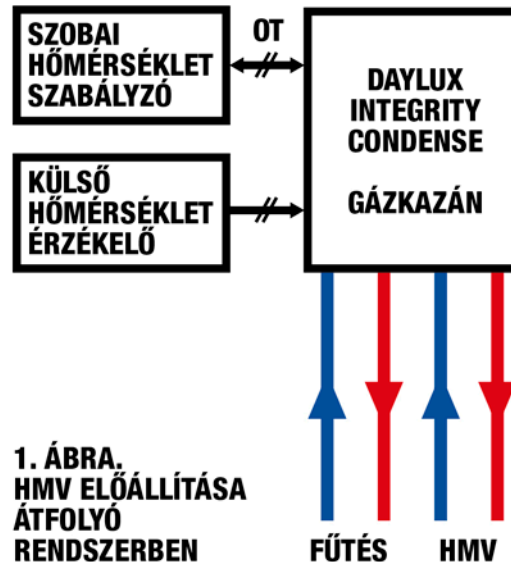 SZOBAI
HŐMÉRSÉKLET
SZABÁLYZÓ
OT
DAYLUX
INTEGRITY
CONDENSE
GÁZKAZÁN
KÜLSŐ
HŐMÉRSÉKLET
ÉRZÉKELŐ
1. ÁBRA.
HMV ELŐÁLLÍTÁSA
ÁTFOLYÓ
RENDSZERBEN
FŰTÉS
HMV